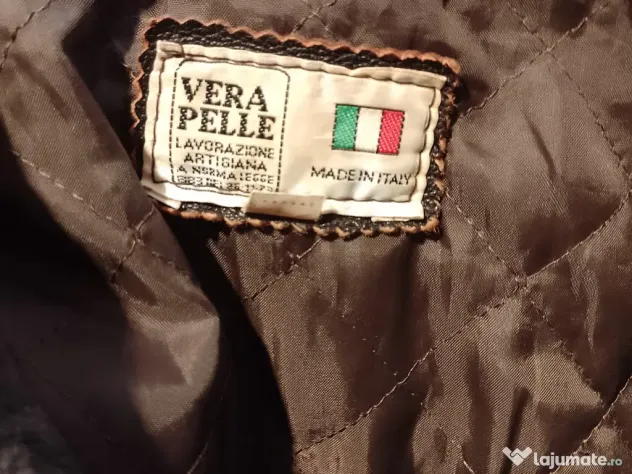 VERA
PELLE
LAVORAZIONE
ARTIGIANA
A NORMA LEGGE
MADE IN ITALY
lajumate.ro